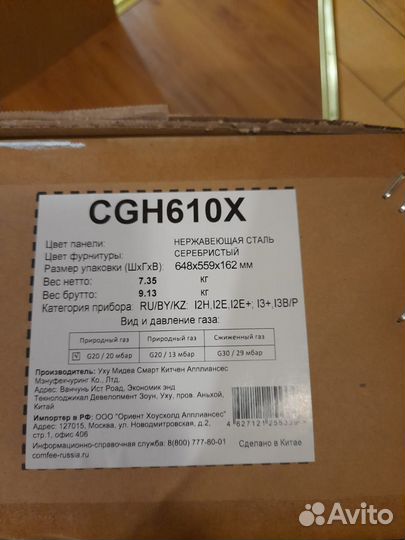 CGH610X
Цвет панели: НЕРЖАВЕЮЩАЯ СТАЛЬ
Цвет фурнитуры: СЕРЕБРИСТЫЙ
Размер упаковки (ШхГхВ): 648x559x162 мм
Вес нетто: 7.35 кг
Вес брутто: 9.13 кг
Категория прибора: RU/BY/KZ: I2H,I2E,I2E+; I3+,I3B/P
Вид и давление газа:
Природный газ Природный газ Сжиженный газ
G20 / 20 мбар G20 / 13 мбар G30 / 29 мбар
Производитель: Уху Мидеа Смарт Китчен Апплиансес
Мэнуфекчуринг Ко., Лтд.
Адрес: Ванчунь Ист Роад, Экономик энд
Текнолоджикал Девелопмент Зоун, Уху, пров. Аньхой,
Китай
Импортер в РФ: ООО "Ориент Хоусхолд Апплиансес"
Адрес: 127015, Москва, ул. Новодмитровская, д.2,
стр.1, офис 406
Информационно-справочная служба: 8(800) 777-80-01
comfee-russia.ru
Сделано в Китае
Avito